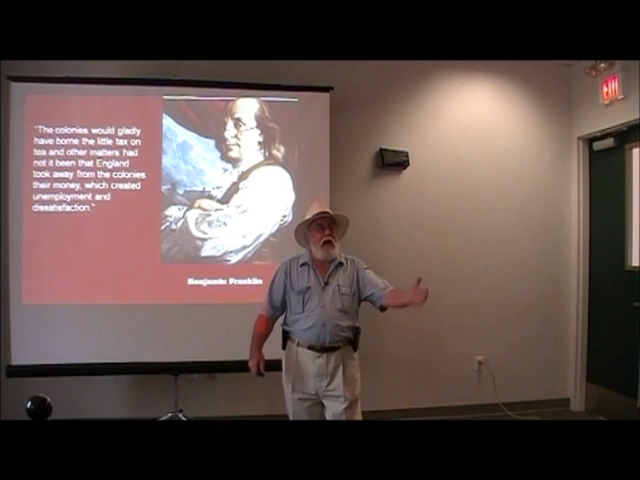 "The colonies would gladly
have borne the little tax on
tea and other matters had
not it been that England
took away from the colonies
their money, which created
unemployment and
dissatisfaction."
Benjamin Franklin
EXIT